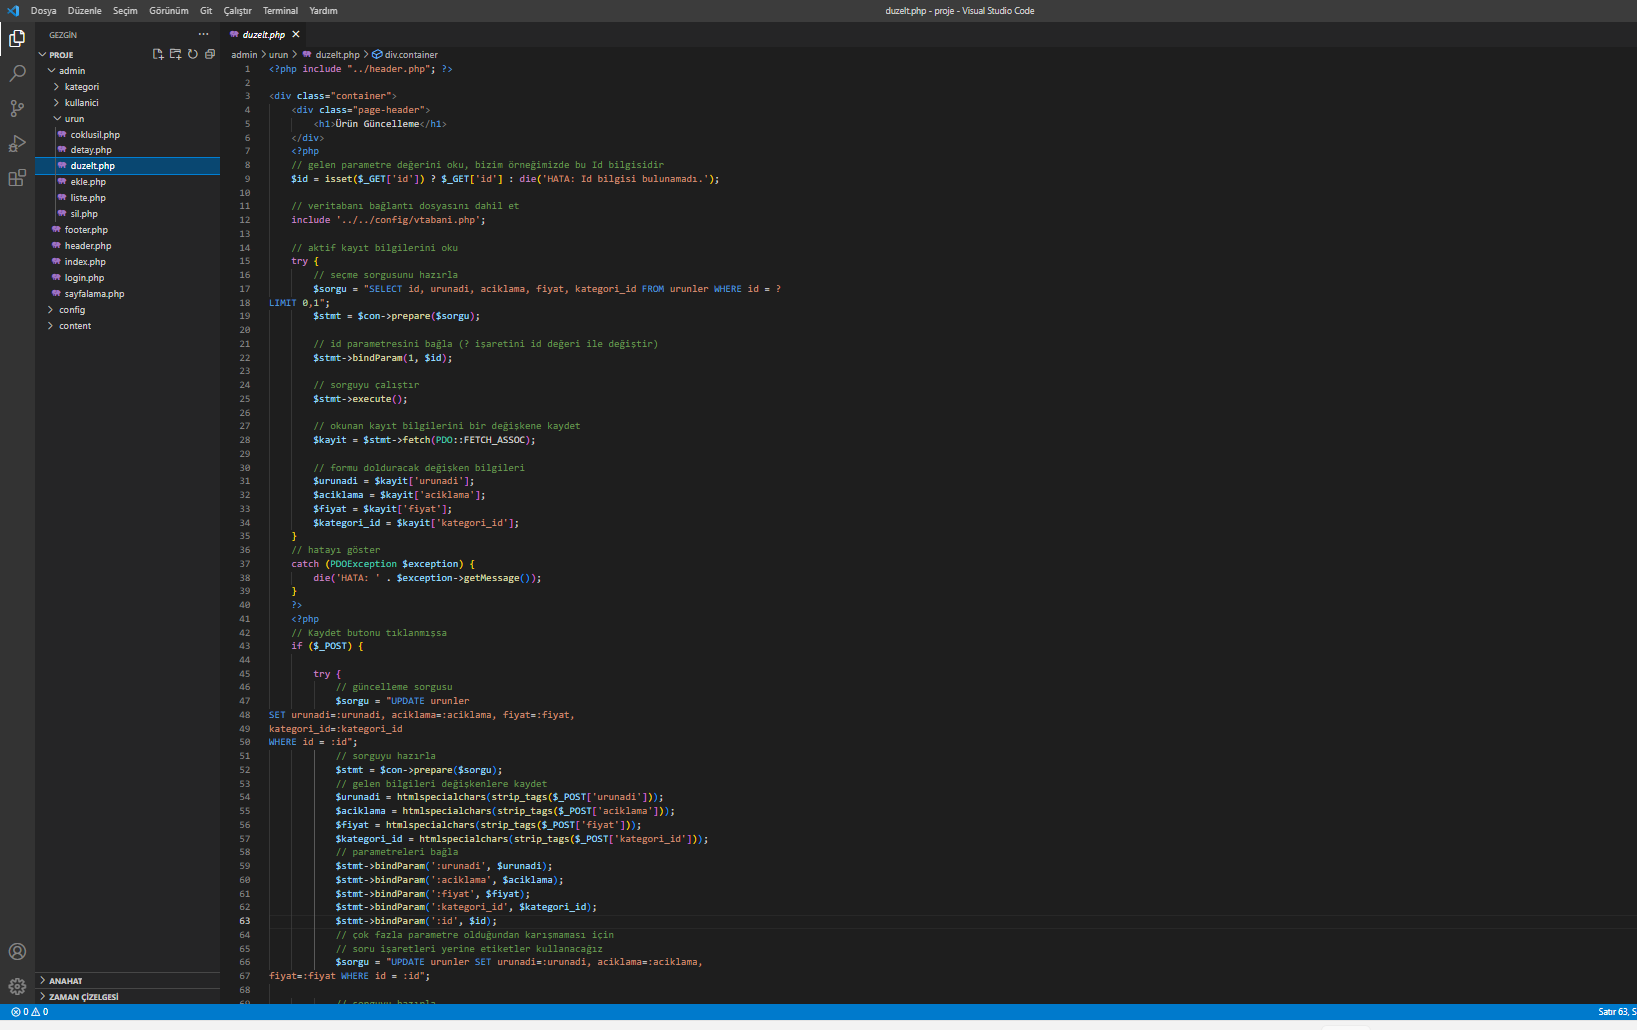 Dosya Düzenle Seçim Görünüm Git Çalıştır Terminal Yardım
duzelt.php - proje - Visual Studio Code
GEZGİN
PROJE
admin
kategori
kullanici
urun
coklusil.php
detay.php
duzelt.php
ekle.php
liste.php
sil.php
footer.php
header.php
index.php
login.php
sayfalama.php
config
content
ANAHAT
ZAMAN ÇİZELGESİ
duzelt.php
admin > urun > duzelt.php > div.container
1 <?php include "../header.php"; ?>
2
3 <div class="container">
4 <div class="page-header">
5 <h1>Ürün Güncelleme</h1>
6 </div>
7 <?php
8 // gelen parametre değerini oku, bizim örneğimizde bu Id bilgisidir
9 $id = isset($_GET['id']) ? $_GET['id'] : die('HATA: Id bilgisi bulunamadı.');
10
11 // veritabanı bağlantı dosyasını dahil et
12 include '../../config/vtabani.php';
13
14 // aktif kayıt bilgilerini oku
15 try {
16 // seçme sorgusunu hazırla
17 $sorgu = "SELECT id, urunadi, aciklama, fiyat, kategori_id FROM urunler WHERE id = ?
18 LIMIT 0,1";
19 $stmt = $con->prepare($sorgu);
20
21 // id parametresini bağla (? işaretini id değeri ile değiştir)
22 $stmt->bindParam(1, $id);
23
24 // sorguyu çalıştır
25 $stmt->execute();
26
27 // okunan kayıt bilgilerini bir değişkene kaydet
28 $kayit = $stmt->fetch(PDO::FETCH_ASSOC);
29
30 // formu dolduracak değişken bilgileri
31 $urunadi = $kayit['urunadi'];
32 $aciklama = $kayit['aciklama'];
33 $fiyat = $kayit['fiyat'];
34 $kategori_id = $kayit['kategori_id'];
35 }
36 // hatayı göster
37 catch (PDOException $exception) {
38 die('HATA: ' . $exception->getMessage());
39 }
40 ?>
41 <?php
42 // Kaydet butonu tıklanmışsa
43 if ($_POST) {
44
45 try {
46 // güncelleme sorgusu
47 $sorgu = "UPDATE urunler
48 SET urunadi=:urunadi, aciklama=:aciklama, fiyat=:fiyat,
49 kategori_id=:kategori_id
50 WHERE id = :id";
51 // sorguyu hazırla
52 $stmt = $con->prepare($sorgu);
53 // gelen bilgileri değişkenlere kaydet
54 $urunadi = htmlspecialchars(strip_tags($_POST['urunadi']));
55 $aciklama = htmlspecialchars(strip_tags($_POST['aciklama']));
56 $fiyat = htmlspecialchars(strip_tags($_POST['fiyat']));
57 $kategori_id = htmlspecialchars(strip_tags($_POST['kategori_id']));
58 // parametreleri bağla
59 $stmt->bindParam(':urunadi', $urunadi);
60 $stmt->bindParam(':aciklama', $aciklama);
61 $stmt->bindParam(':fiyat', $fiyat);
62 $stmt->bindParam(':kategori_id', $kategori_id);
63 $stmt->bindParam(':id', $id);
64 // çok fazla parametre olduğundan karışmaması için
65 // soru işaretleri yerine etiketler kullanacağız
66 $sorgu = "UPDATE urunler SET urunadi=:urunadi, aciklama=:aciklama,
67 fiyat=:fiyat WHERE id = :id";
68
69 // sorguyu hazırla
0 0
Satır 63, S